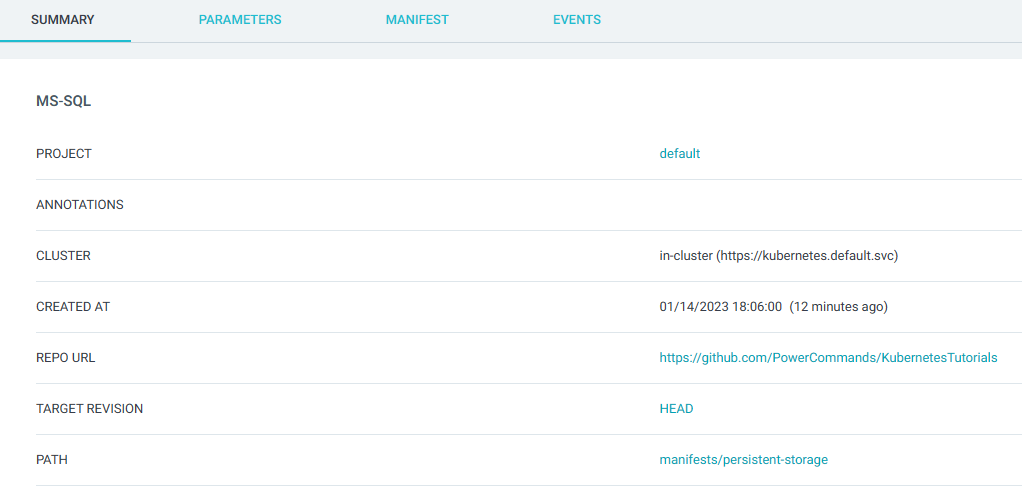 SUMMARY PARAMETERS MANIFEST EVENTS
MS-SQL
PROJECT default
ANNOTATIONS
CLUSTER in-cluster (https://kubernetes.default.svc)
CREATED AT 01/14/2023 18:06:00 (12 minutes ago)
REPO URL https://github.com/PowerCommands/KubernetesTutorials
TARGET REVISION HEAD
PATH manifests/persistent-storage